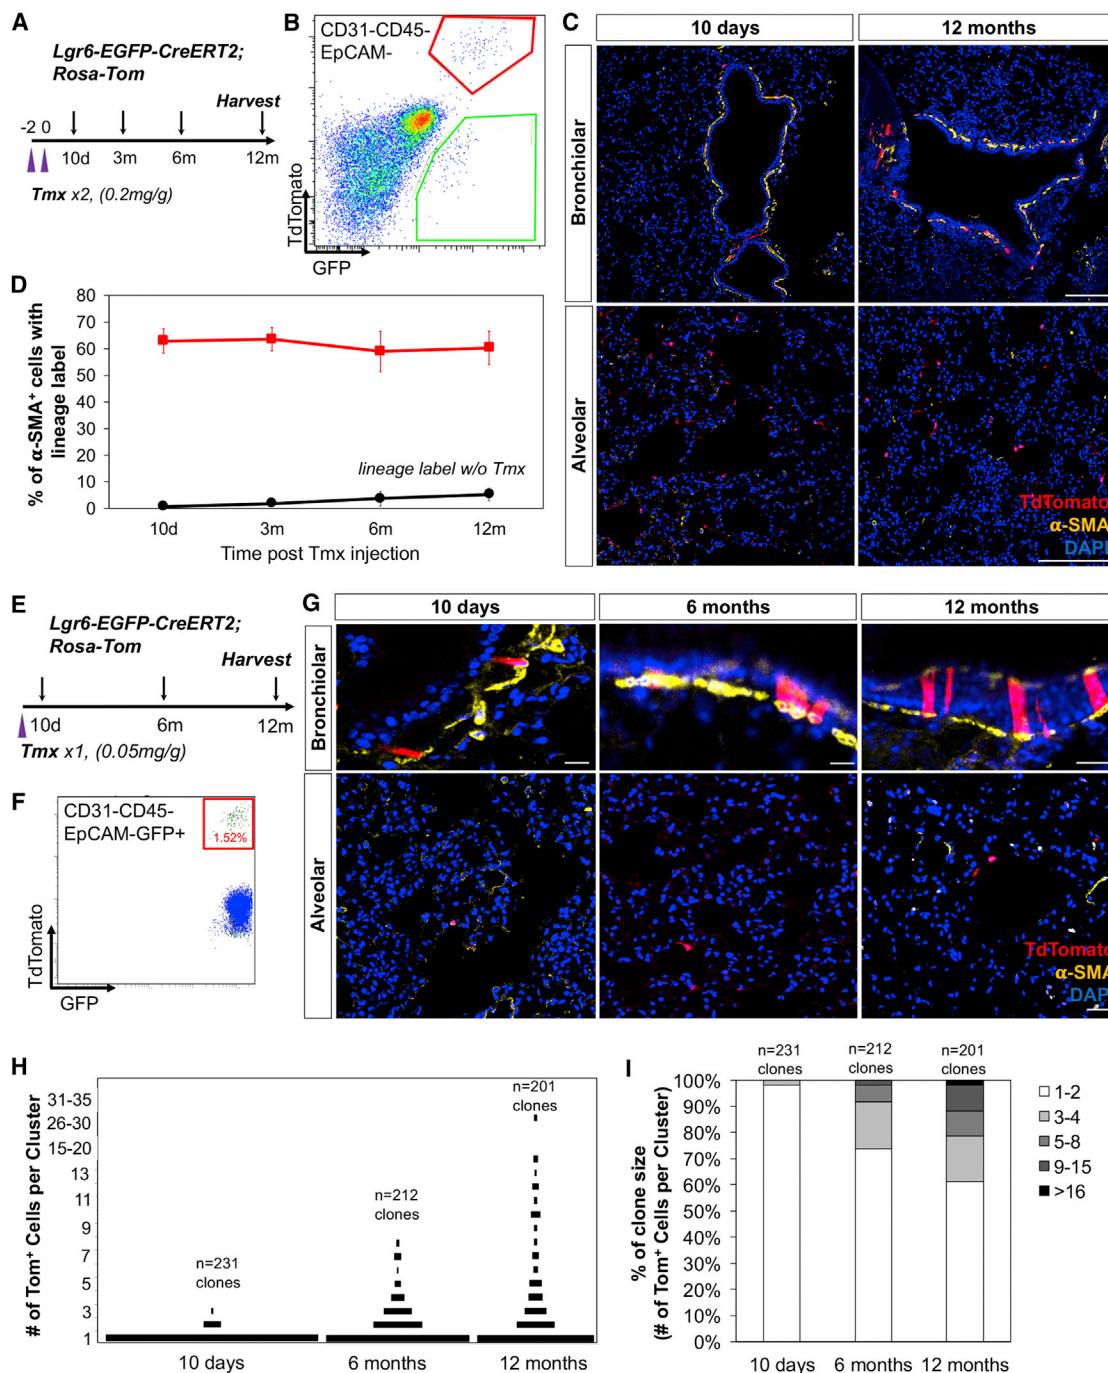 A
Lgr6-EGFP-CreERT2;
Rosa-Tom
Harvest
-2 0
10d 3m 6m 12m
Tmx x2, (0.2mg/g)
B
CD31-CD45-
EpCAM-
TdTomato
GFP
C
10 days
12 months
Bronchiolar
Alveolar
TdTomato
α-SMA
DAPI
D
% of α-SMA+ cells with
lineage label
80
70
60
50
40
30
20
10
0
lineage label w/o Tmx
10d 3m 6m 12m
Time post Tmx injection
E
Lgr6-EGFP-CreERT2;
Rosa-Tom
Harvest
10d 6m 12m
Tmx x1, (0.05mg/g)
F
CD31-CD45-
EpCAM-GFP+
1.52%
TdTomato
GFP
G
10 days
6 months
12 months
Bronchiolar
Alveolar
TdTomato
α-SMA
DAPI
H
# of Tom+ Cells per Cluster
31-35
26-30
15-20
13
11
9
7
5
3
1
n=231
clones
n=212
clones
n=201
clones
10 days 6 months 12 months
I
% of clone size
(# of Tom+ Cells per Cluster)
n=231
clones
n=212
clones
n=201
clones
100%
90%
80%
70%
60%
50%
40%
30%
20%
10%
0%
10 days 6 months 12 months
1-2
3-4
5-8
9-15
>16